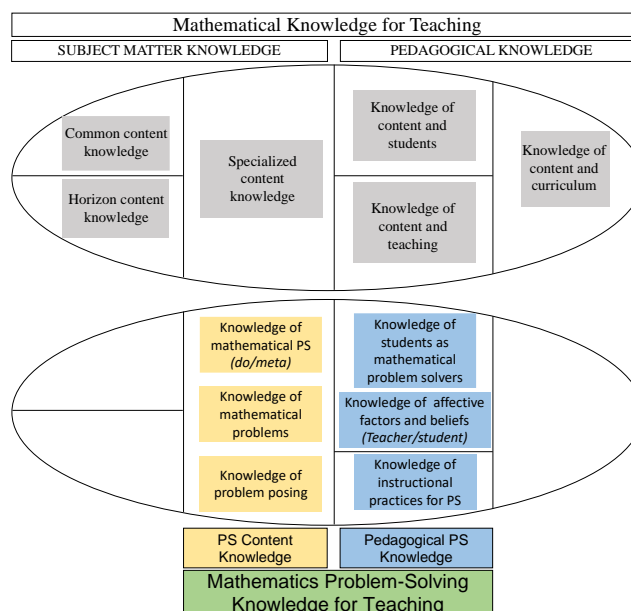 Mathematical Knowledge for Teaching
SUBJECT MATTER KNOWLEDGE
PEDAGOGICAL KNOWLEDGE
Common content
knowledge
Horizon content
knowledge
Specialized
content
knowledge
Knowledge of
content and
students
Knowledge of
content and
teaching
Knowledge of
content and
curriculum
Knowledge of
mathematical PS
(do/meta)
Knowledge of
mathematical
problems
Knowledge of
problem posing
Knowledge of
students as
mathematical
problem solvers
Knowledge of affective
factors and beliefs
(Teacher/student)
Knowledge of
instructional
practices for PS
PS Content
Knowledge
Pedagogical PS
Knowledge
Mathematics Problem-Solving
Knowledge for Teaching